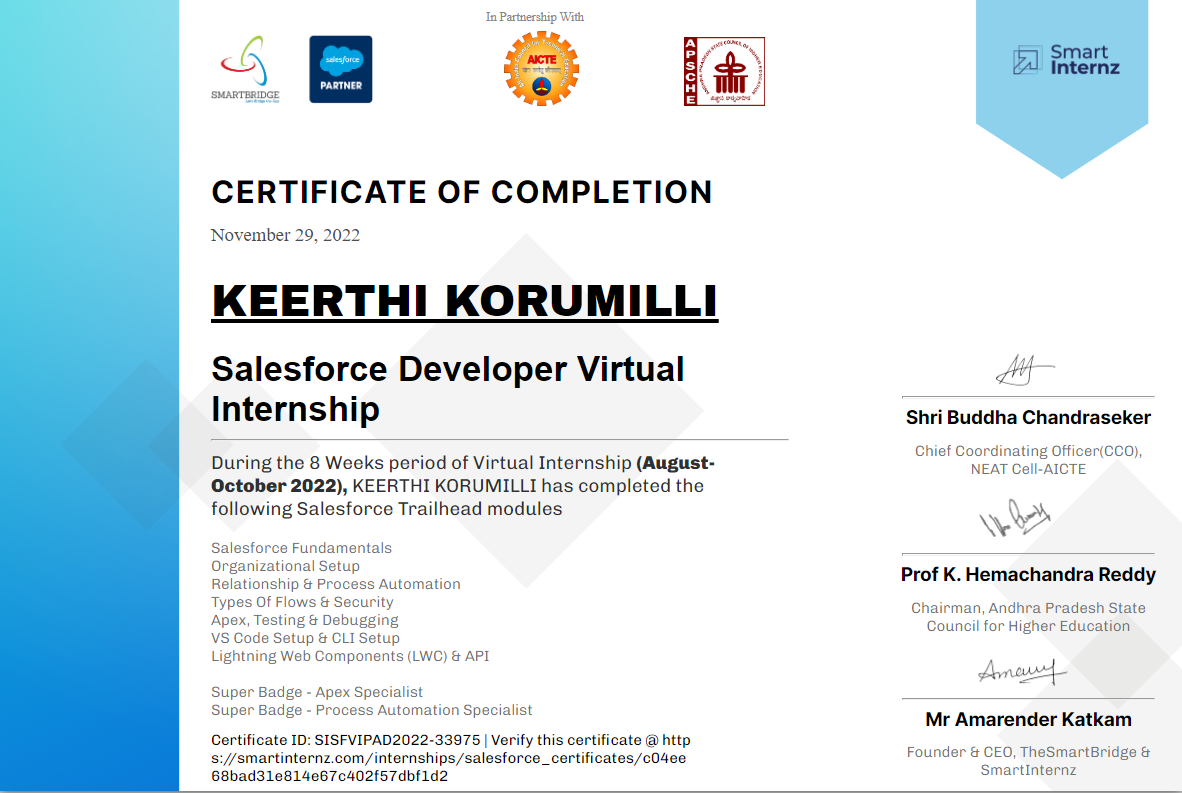 In Partnership With
SMARTBRIDGE
salesforce
PARTNER
AICTE
APSCHE
Smart
Internz
CERTIFICATE OF COMPLETION
November 29, 2022
KEERTHI KORUMILLI
Salesforce Developer Virtual
Internship
During the 8 Weeks period of Virtual Internship (August-
October 2022), KEERTHI KORUMILLI has completed the
following Salesforce Trailhead modules
Salesforce Fundamentals
Organizational Setup
Relationship & Process Automation
Types Of Flows & Security
Apex, Testing & Debugging
VS Code Setup & CLI Setup
Lightning Web Components (LWC) & API
Super Badge - Apex Specialist
Super Badge - Process Automation Specialist
Certificate ID: SISFVIPAD2022-33975 | Verify this certificate @ http
s://smartinternz.com/internships/salesforce_certificates/c04ee
68bad31e814e67c402f57dbf1d2
Shri Buddha Chandraseker
Chief Coordinating Officer(CCO),
NEAT Cell-AICTE
Prof K. Hemachandra Reddy
Chairman, Andhra Pradesh State
Council for Higher Education
Mr Amarender Katkam
Founder & CEO, TheSmartBridge &
SmartInternz